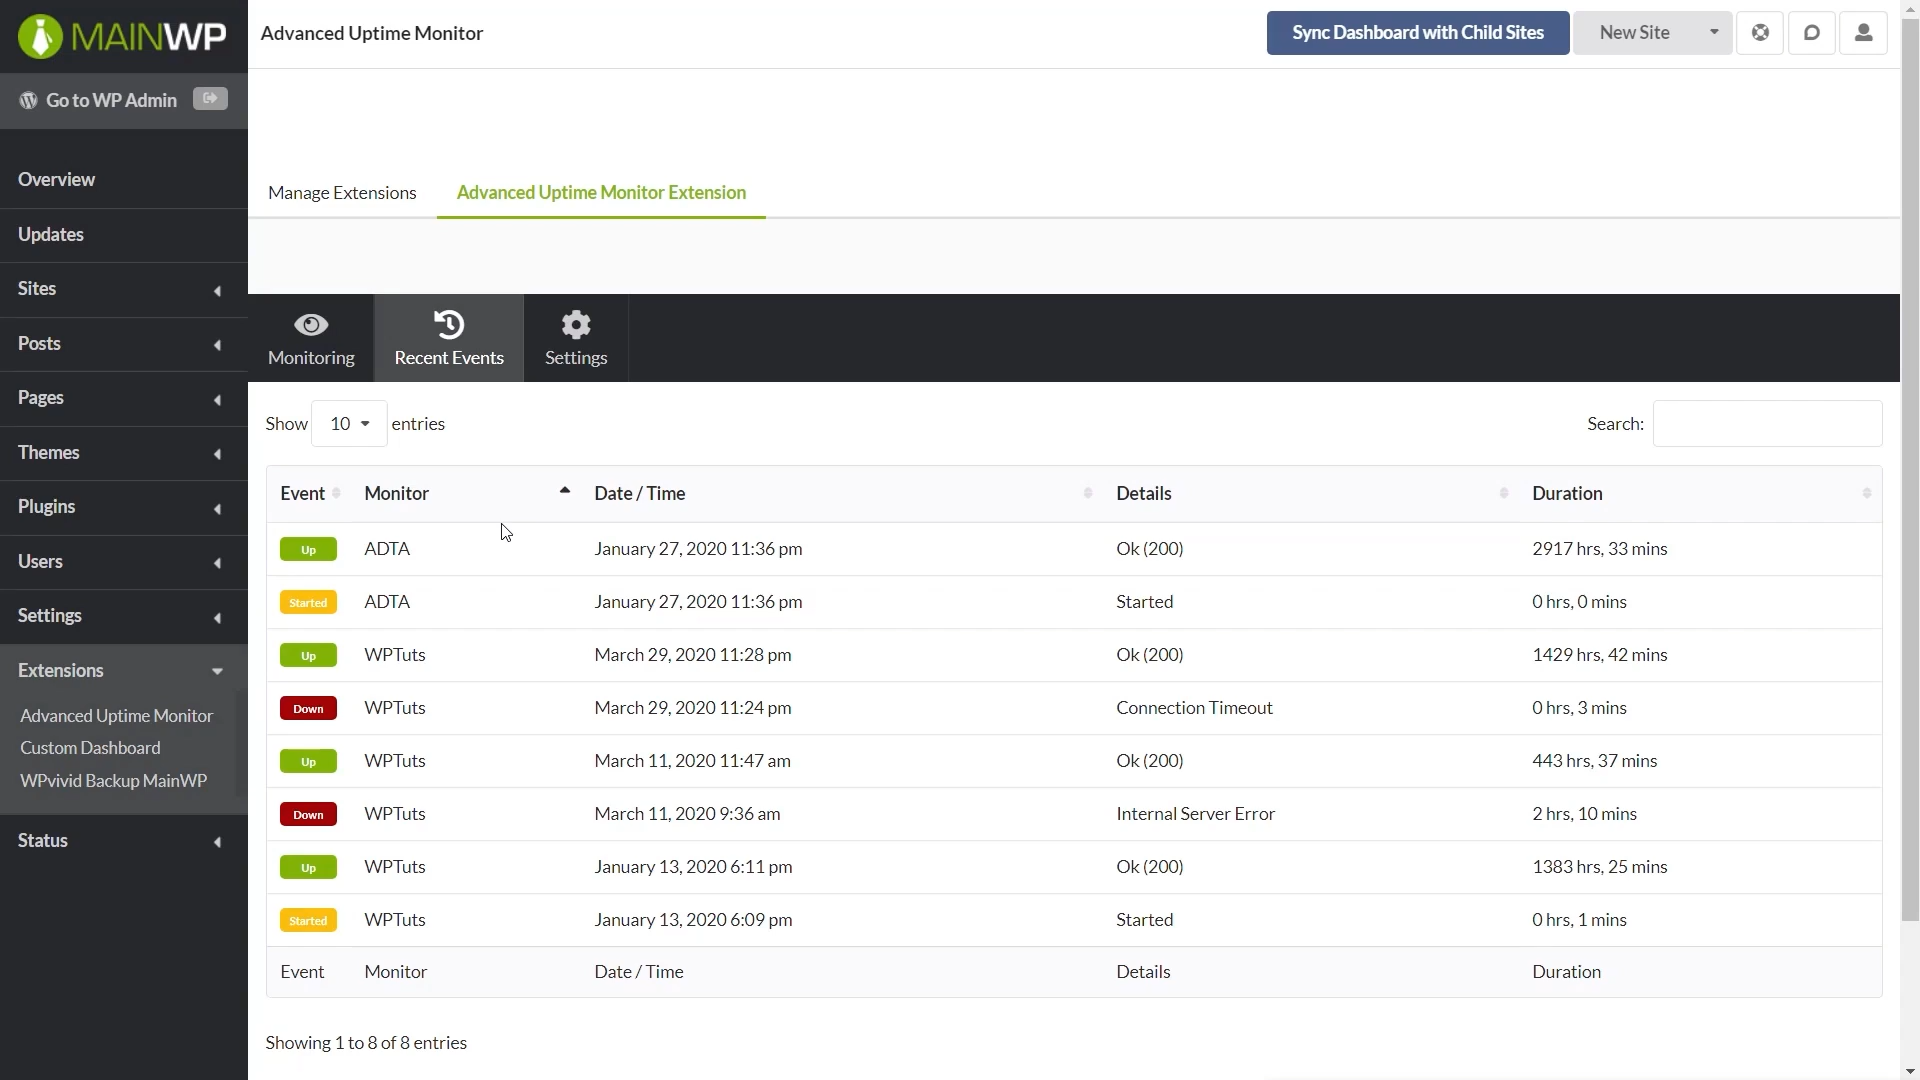 MAINWP
Advanced Uptime Monitor
Sync Dashboard with Child Sites
New Site
Go to WP Admin
Overview
Updates
Sites
Posts
Pages
Themes
Plugins
Users
Settings
Extensions
Advanced Uptime Monitor
Custom Dashboard
WPvivid Backup MainWP
Status
Manage Extensions
Advanced Uptime Monitor Extension
Monitoring
Recent Events
Settings
Show 10 entries
Search:
Event Monitor Date / Time Details Duration
Up ADTA January 27, 2020 11:36 pm Ok (200) 2917 hrs, 33 mins
Started ADTA January 27, 2020 11:36 pm Started 0 hrs, 0 mins
Up WPTuts March 29, 2020 11:28 pm Ok (200) 1429 hrs, 42 mins
Down WPTuts March 29, 2020 11:24 pm Connection Timeout 0 hrs, 3 mins
Up WPTuts March 11, 2020 11:47 am Ok (200) 443 hrs, 37 mins
Down WPTuts March 11, 2020 9:36 am Internal Server Error 2 hrs, 10 mins
Up WPTuts January 13, 2020 6:11 pm Ok (200) 1383 hrs, 25 mins
Started WPTuts January 13, 2020 6:09 pm Started 0 hrs, 1 mins
Event Monitor Date / Time Details Duration
Showing 1 to 8 of 8 entries